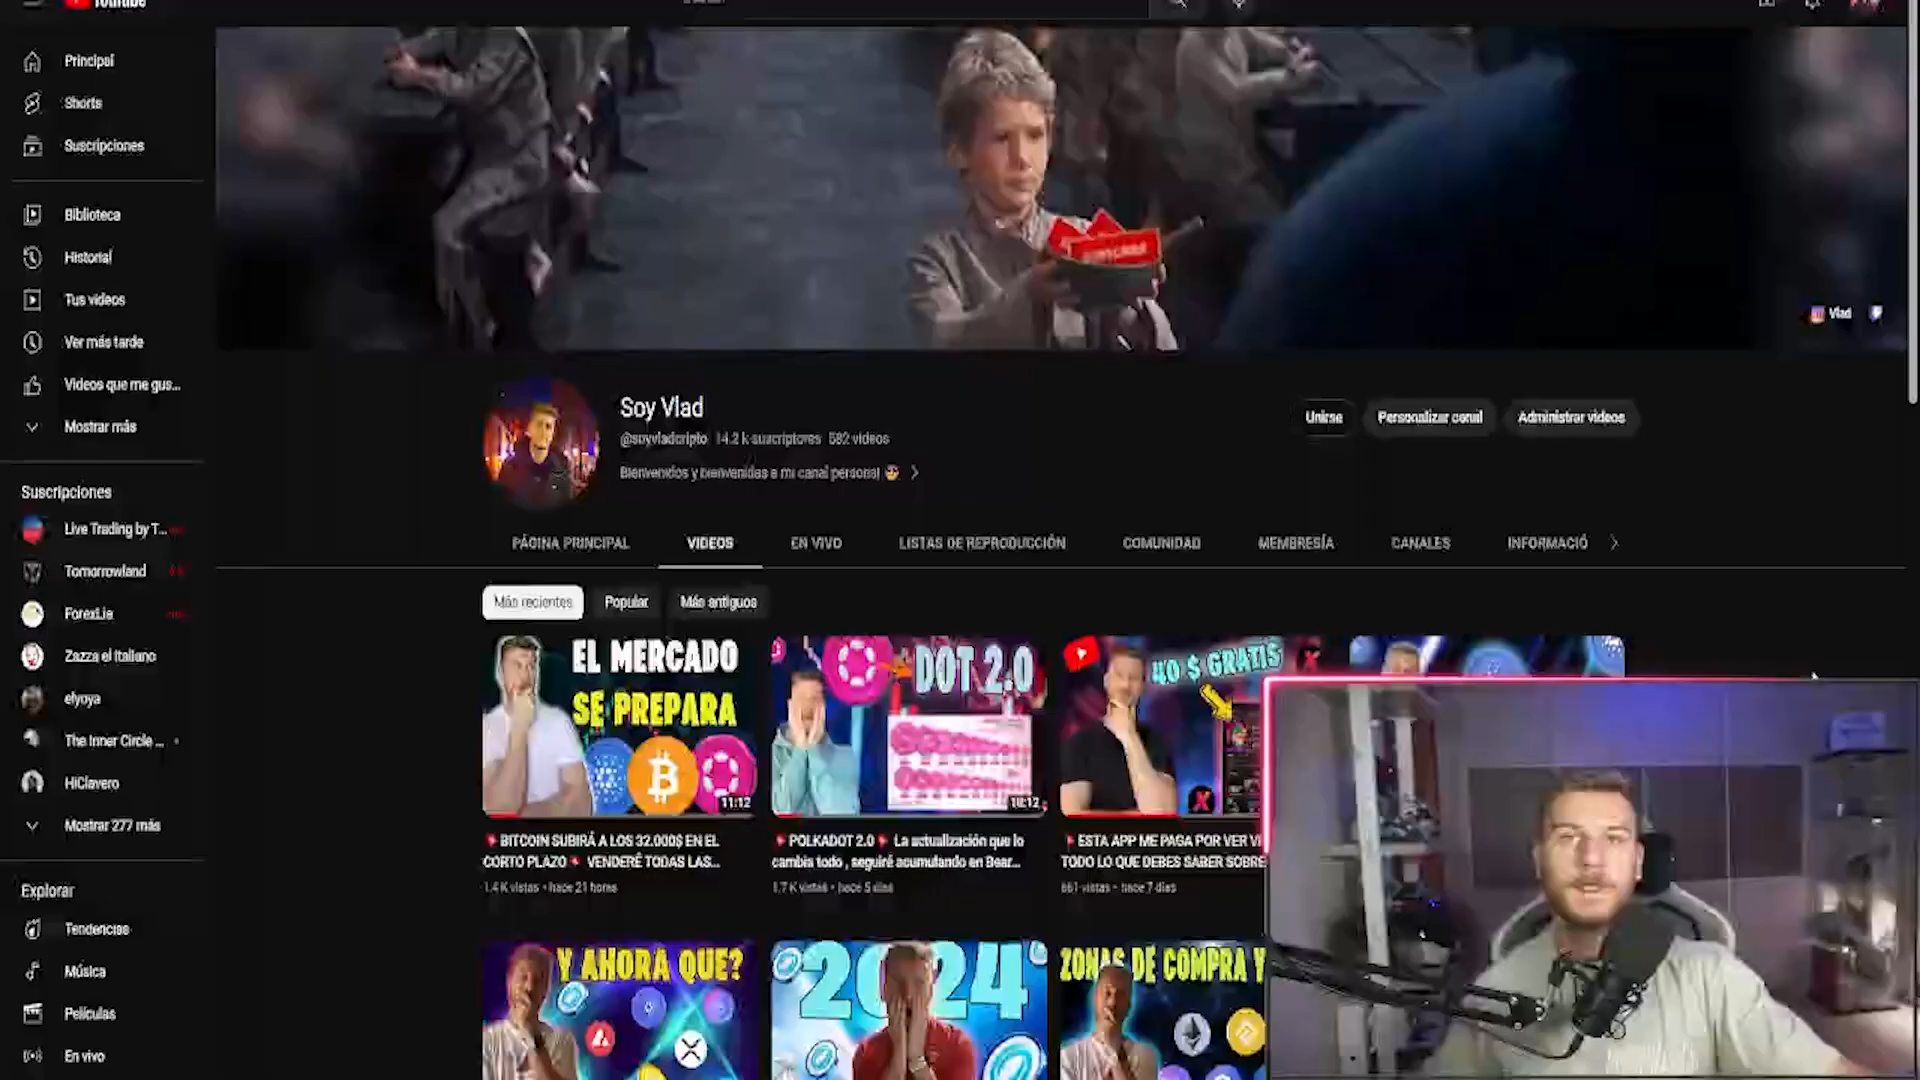 YouTube
Principal
Shorts
Suscripciones
Biblioteca
Historial
Tus videos
Ver más tarde
Videos que me gus...
Mostrar más
Suscripciones
Live Trading by T...
Tomorrowland
ForexLia
Zazza el Italiano
elyoya
The Inner Circle ...
HiClavero
Mostrar 277 más
Explorar
Tendencias
Música
Películas
En vivo
Vlad
Soy Vlad
@soyvladcripto 14.2 k suscriptores 582 videos
Bienvenidos y bienvenidas a mi canal personal
Unirse
Personalizar canal
Administrar videos
PÁGINA PRINCIPAL
VIDEOS
EN VIVO
LISTAS DE REPRODUCCIÓN
COMUNIDAD
MEMBRESÍA
CANALES
INFORMACIÓ
Más recientes
Popular
Más antiguos
EL MERCADO
SE PREPARA
11:12
BITCOIN SUBIRÁ A LOS 32.000$ EN EL
CORTO PLAZO VENDERÉ TODAS LAS...
1.4 K vistas • hace 21 horas
DOT 2.0
POLKADOT 2.0 La actualización que lo
cambia todo , seguiré acumulando en Bear...
1.7 K vistas • hace 5 días
40 $ GRATIS
ESTA APP ME PAGA POR VER VI
TODO LO QUE DEBES SABER SOBRE
661 vistas • hace 7 días
Y AHORA QUE?
2024
ZONAS DE COMPRA Y